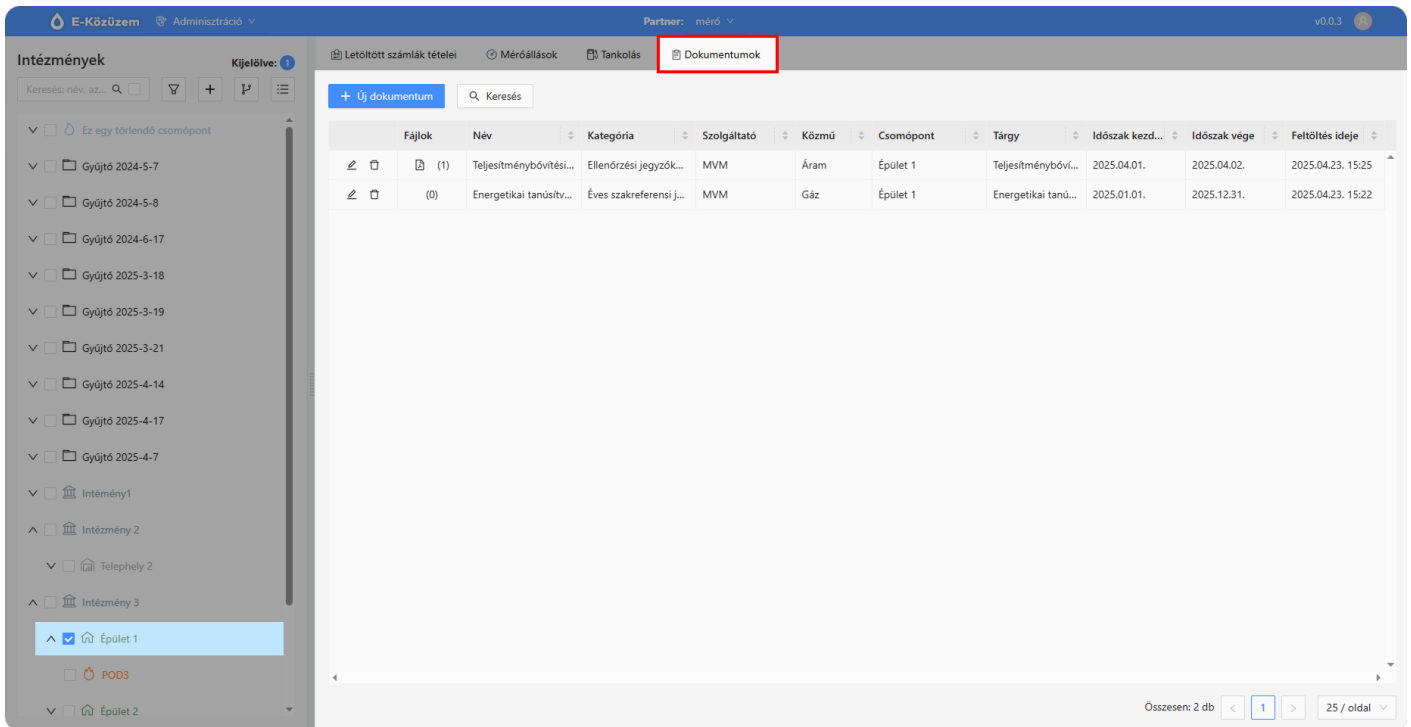 E-Közüzem Adminisztráció Partner: mérő v0.0.3
Intézmények Kijelölve: 1
Keresés: név, az...
Ez egy törlendő csomópont
Gyűjtő 2024-5-7
Gyűjtő 2024-5-8
Gyűjtő 2024-6-17
Gyűjtő 2025-3-18
Gyűjtő 2025-3-19
Gyűjtő 2025-3-21
Gyűjtő 2025-4-14
Gyűjtő 2025-4-17
Gyűjtő 2025-4-7
Intémény1
Intézmény 2
Telephely 2
Intézmény 3
Épület 1
POD3
Épület 2
Letöltött számlák tételei Mérőállások Tankolás Dokumentumok
+ Új dokumentum Keresés
Fájlok Név Kategória Szolgáltató Közmű Csomópont Tárgy Időszak kezd... Időszak vége Feltöltés ideje
(1) Teljesítménybővítési... Ellenőrzési jegyzők... MVM Áram Épület 1 Teljesítménybőví... 2025.04.01. 2025.04.02. 2025.04.23. 15:25
(0) Energetikai tanúsítv... Éves szakreferensi j... MVM Gáz Épület 1 Energetikai tanú... 2025.01.01. 2025.12.31. 2025.04.23. 15:22
Összesen: 2 db < 1 > 25 / oldal